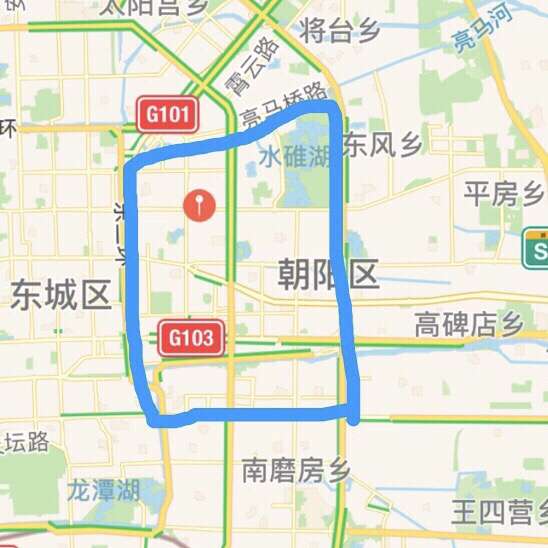 太阳宫乡
将台乡
亮马河
霄云路
亮马桥路
G101
环
东风乡
水碓湖
平房乡
S
朝阳区
东城区
高碑店乡
G103
坛路
南磨房乡
龙潭湖
王四营乡